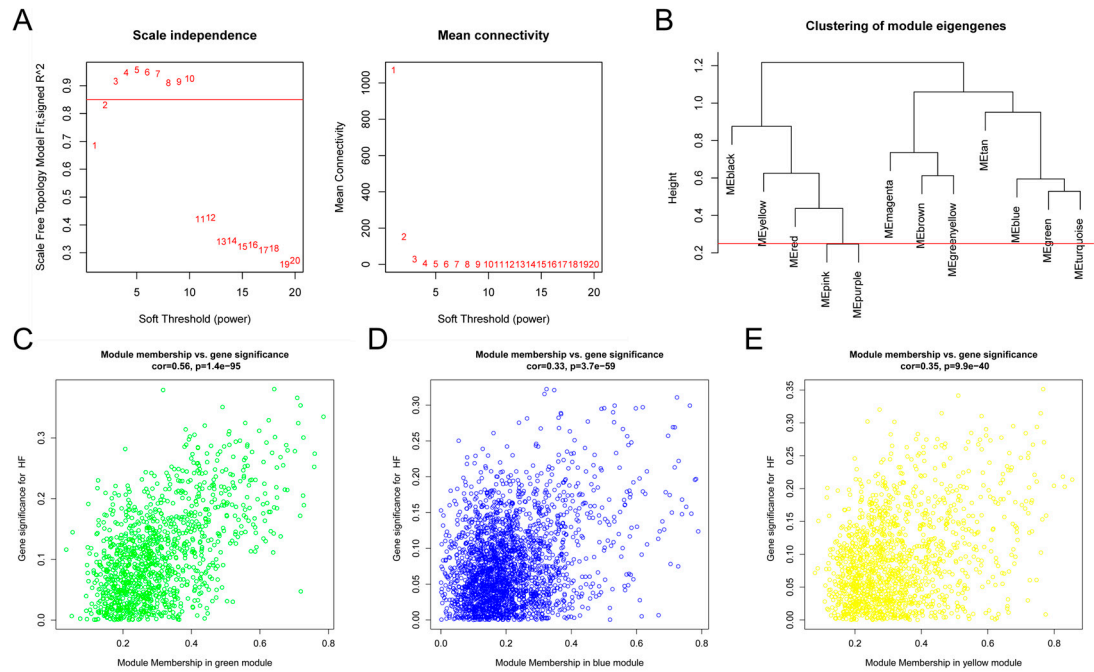 A
Scale independence
Scale Free Topology Model Fit,signed R^2
0.9
0.8
0.7
0.6
0.5
0.4
0.3
1
2
3
4
5
6
7
8
9
10
11
12
13
14
15
16
17
18
19
20
5
10
15
20
Soft Threshold (power)
Mean connectivity
Mean Connectivity
1000
800
600
400
200
0
1
2
3
4
5
6
7
8
9
10
11
12
13
14
15
16
17
18
19
20
5
10
15
20
Soft Threshold (power)
B
Clustering of module eigengenes
Height
1.2
1.0
0.8
0.6
0.4
0.2
MEblack
MEyellow
MEred
MEpink
MEpurple
MEmagenta
MEbrown
MEgreenyellow
MEtan
MEblue
MEgreen
MEturquoise
C
Module membership vs. gene significance
cor=0.56, p=1.4e−95
Gene significance for HF
0.3
0.2
0.1
0.0
0.2
0.4
0.6
0.8
Module Membership in green module
D
Module membership vs. gene significance
cor=0.33, p=3.7e−59
Gene significance for HF
0.30
0.25
0.20
0.15
0.10
0.05
0.00
0.0
0.2
0.4
0.6
0.8
Module Membership in blue module
E
Module membership vs. gene significance
cor=0.35, p=9.9e−40
Gene significance for HF
0.35
0.30
0.25
0.20
0.15
0.10
0.05
0.00
0.2
0.4
0.6
0.8
Module Membership in yellow module